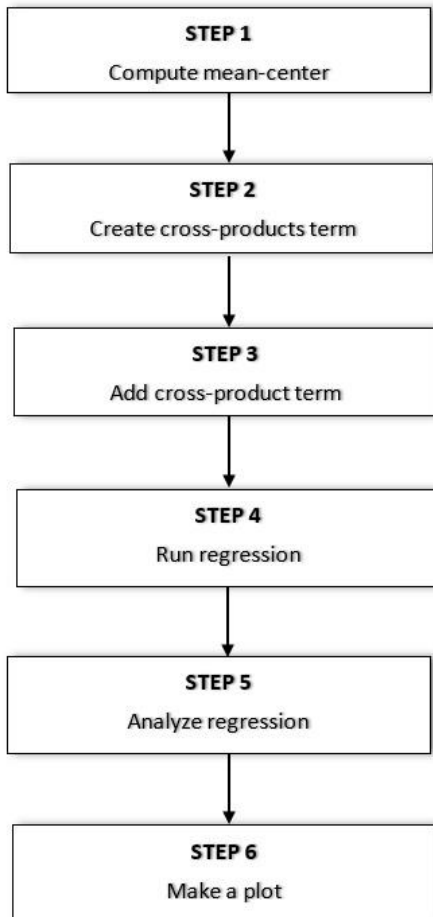 STEP 1
Compute mean-center
STEP 2
Create cross-products term
STEP 3
Add cross-product term
STEP 4
Run regression
STEP 5
Analyze regression
STEP 6
Make a plot